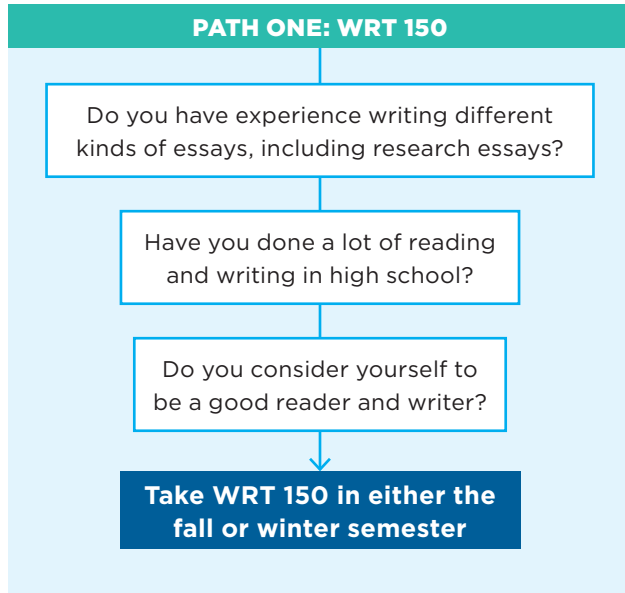 PATH ONE: WRT 150
Do you have experience writing different
kinds of essays, including research essays?
Have you done a lot of reading
and writing in high school?
Do you consider yourself to
be a good reader and writer?
Take WRT 150 in either the
fall or winter semester